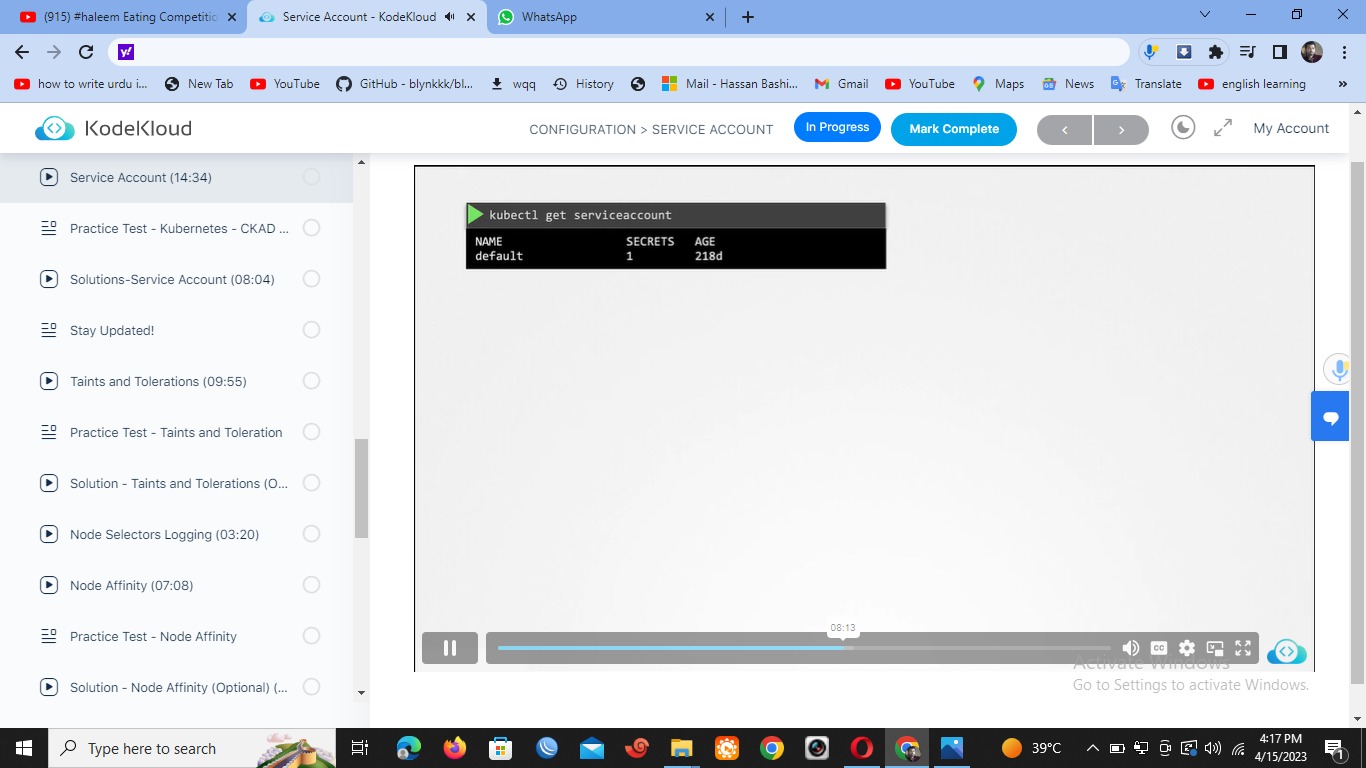 (915) #haleem Eating Competitio
Service Account - KodeKloud
WhatsApp
how to write urdu i...
New Tab
YouTube
GitHub - blynkkk/bl...
wqq
History
Mail - Hassan Bashi...
Gmail
YouTube
Maps
News
Translate
english learning
»
KodeKloud
CONFIGURATION > SERVICE ACCOUNT
In Progress
Mark Complete
My Account
Service Account (14:34)
Practice Test - Kubernetes - CKAD ...
Solutions-Service Account (08:04)
Stay Updated!
Taints and Tolerations (09:55)
Practice Test - Taints and Toleration
Solution - Taints and Tolerations (O...
Node Selectors Logging (03:20)
Node Affinity (07:08)
Practice Test - Node Affinity
Solution - Node Affinity (Optional) (...
kubectl get serviceaccount
NAME SECRETS AGE
default 1 218d
08:13
CC
Activate Windows
Go to Settings to activate Windows.
Type here to search
39°C
4:17 PM
4/15/2023
1